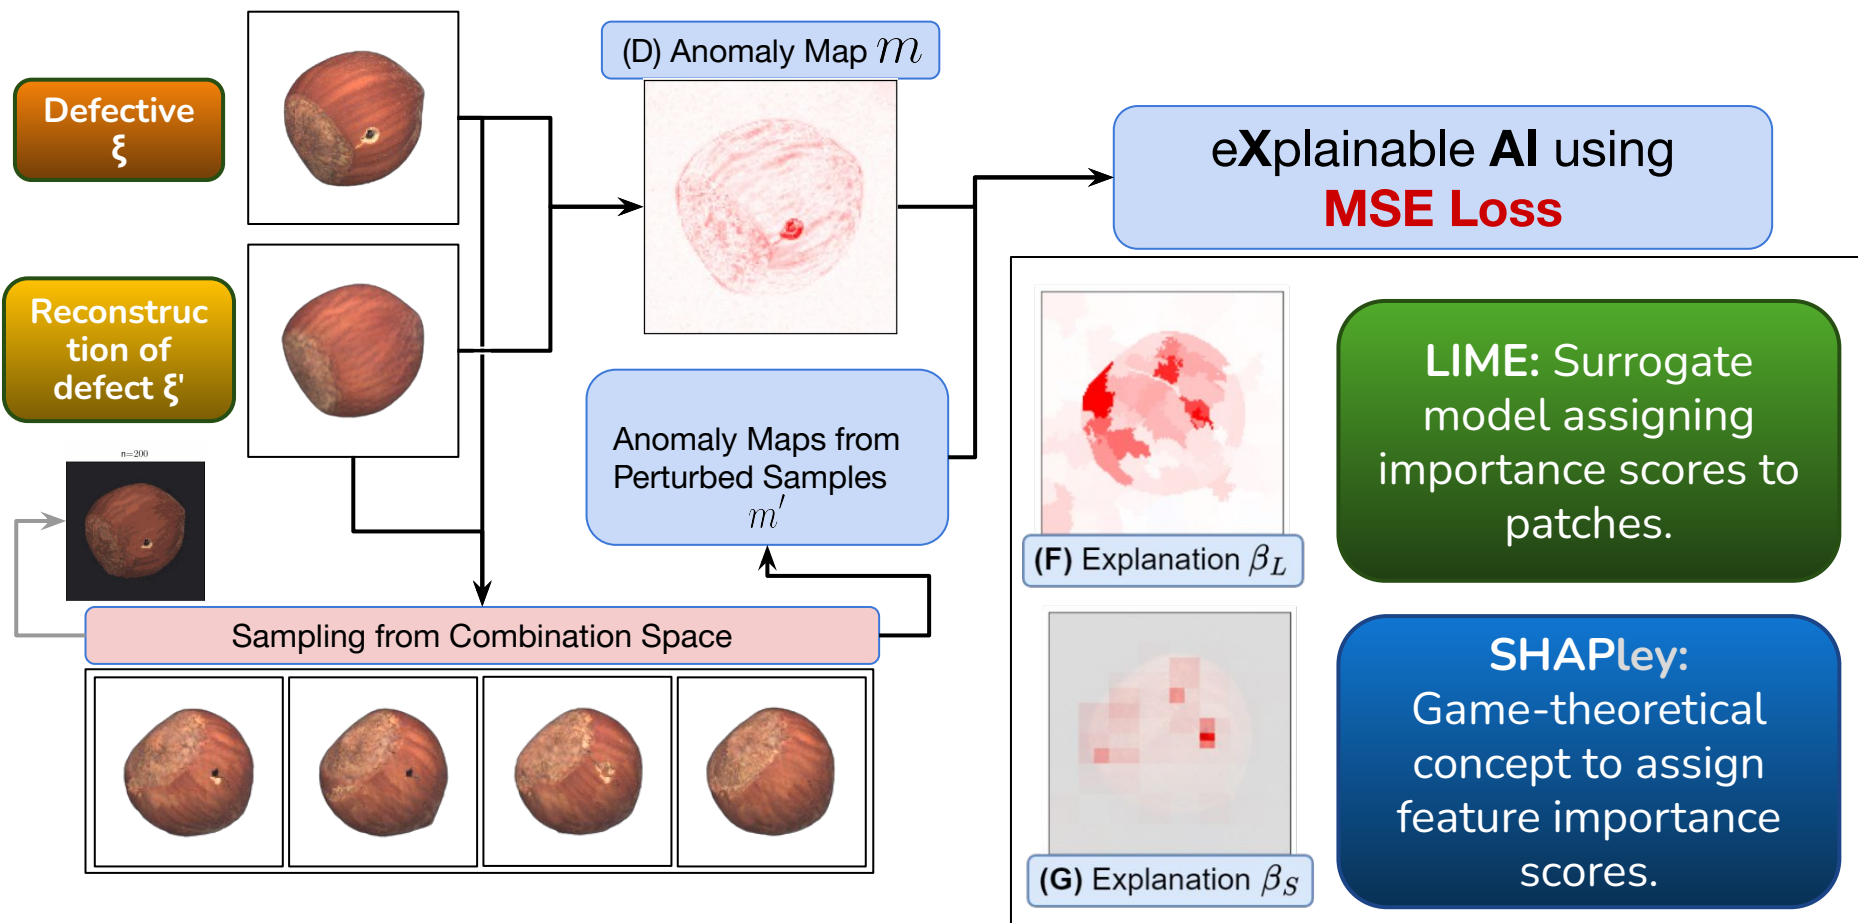 Defective
ξ
(D) Anomaly Map m
eXplainable AI using
MSE Loss
Reconstruc
tion of
defect ξ'
n=200
Anomaly Maps from
Perturbed Samples
m′
Sampling from Combination Space
(F) Explanation β_L
LIME: Surrogate
model assigning
importance scores to
patches.
(G) Explanation β_S
SHAPley:
Game-theoretical
concept to assign
feature importance
scores.